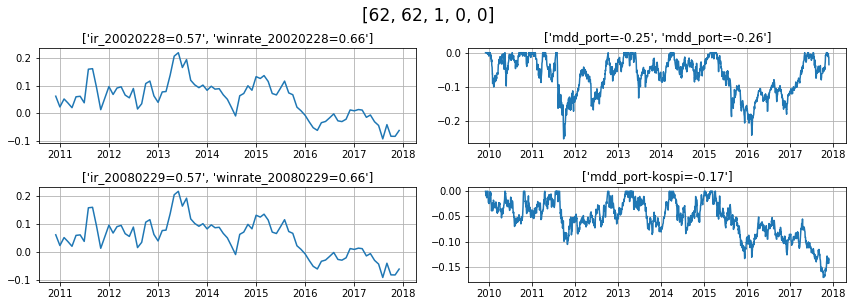 [62, 62, 1, 0, 0]
['ir_20020228=0.57', 'winrate_20020228=0.66']
0.2
0.1
0.0
−0.1
2011 2012 2013 2014 2015 2016 2017 2018
['mdd_port=-0.25', 'mdd_port=-0.26']
0.0
−0.1
−0.2
2010 2011 2012 2013 2014 2015 2016 2017 2018
['ir_20080229=0.57', 'winrate_20080229=0.66']
0.2
0.1
0.0
−0.1
2011 2012 2013 2014 2015 2016 2017 2018
['mdd_port-kospi=-0.17']
0.00
−0.05
−0.10
−0.15
2010 2011 2012 2013 2014 2015 2016 2017 2018